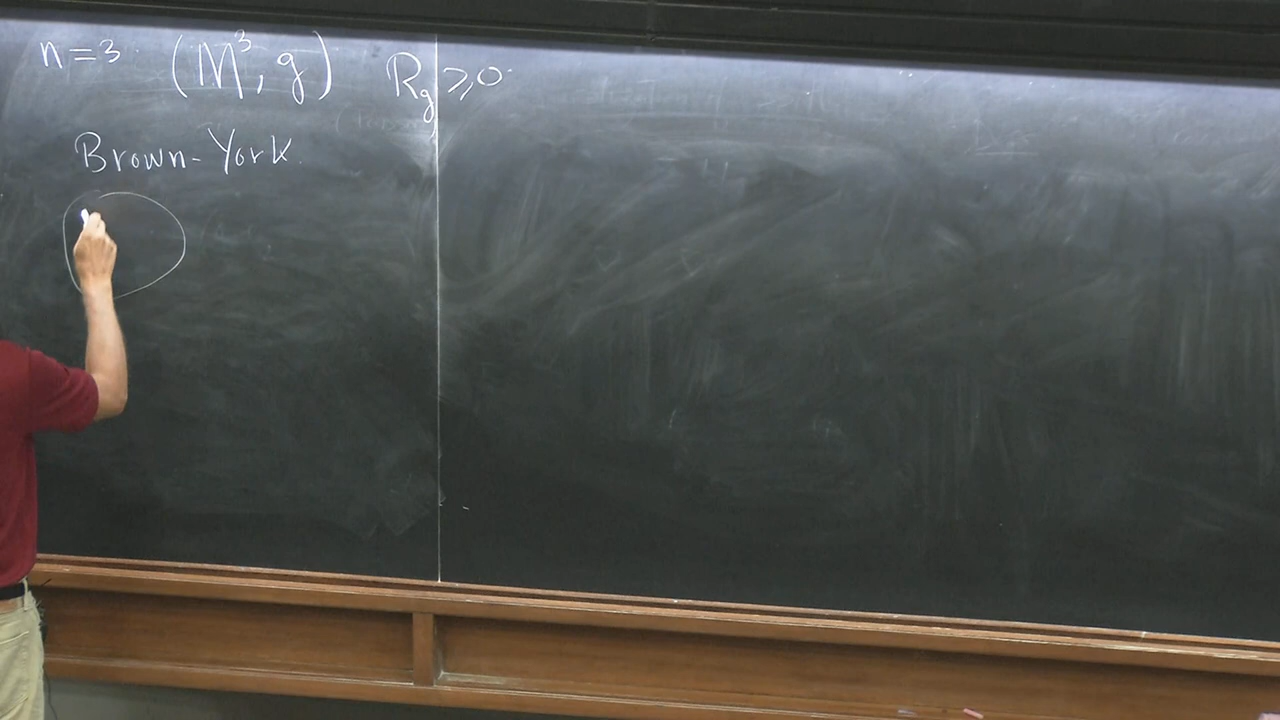 n=3. (M³, g) R_g ⩾0.
Brown-York.